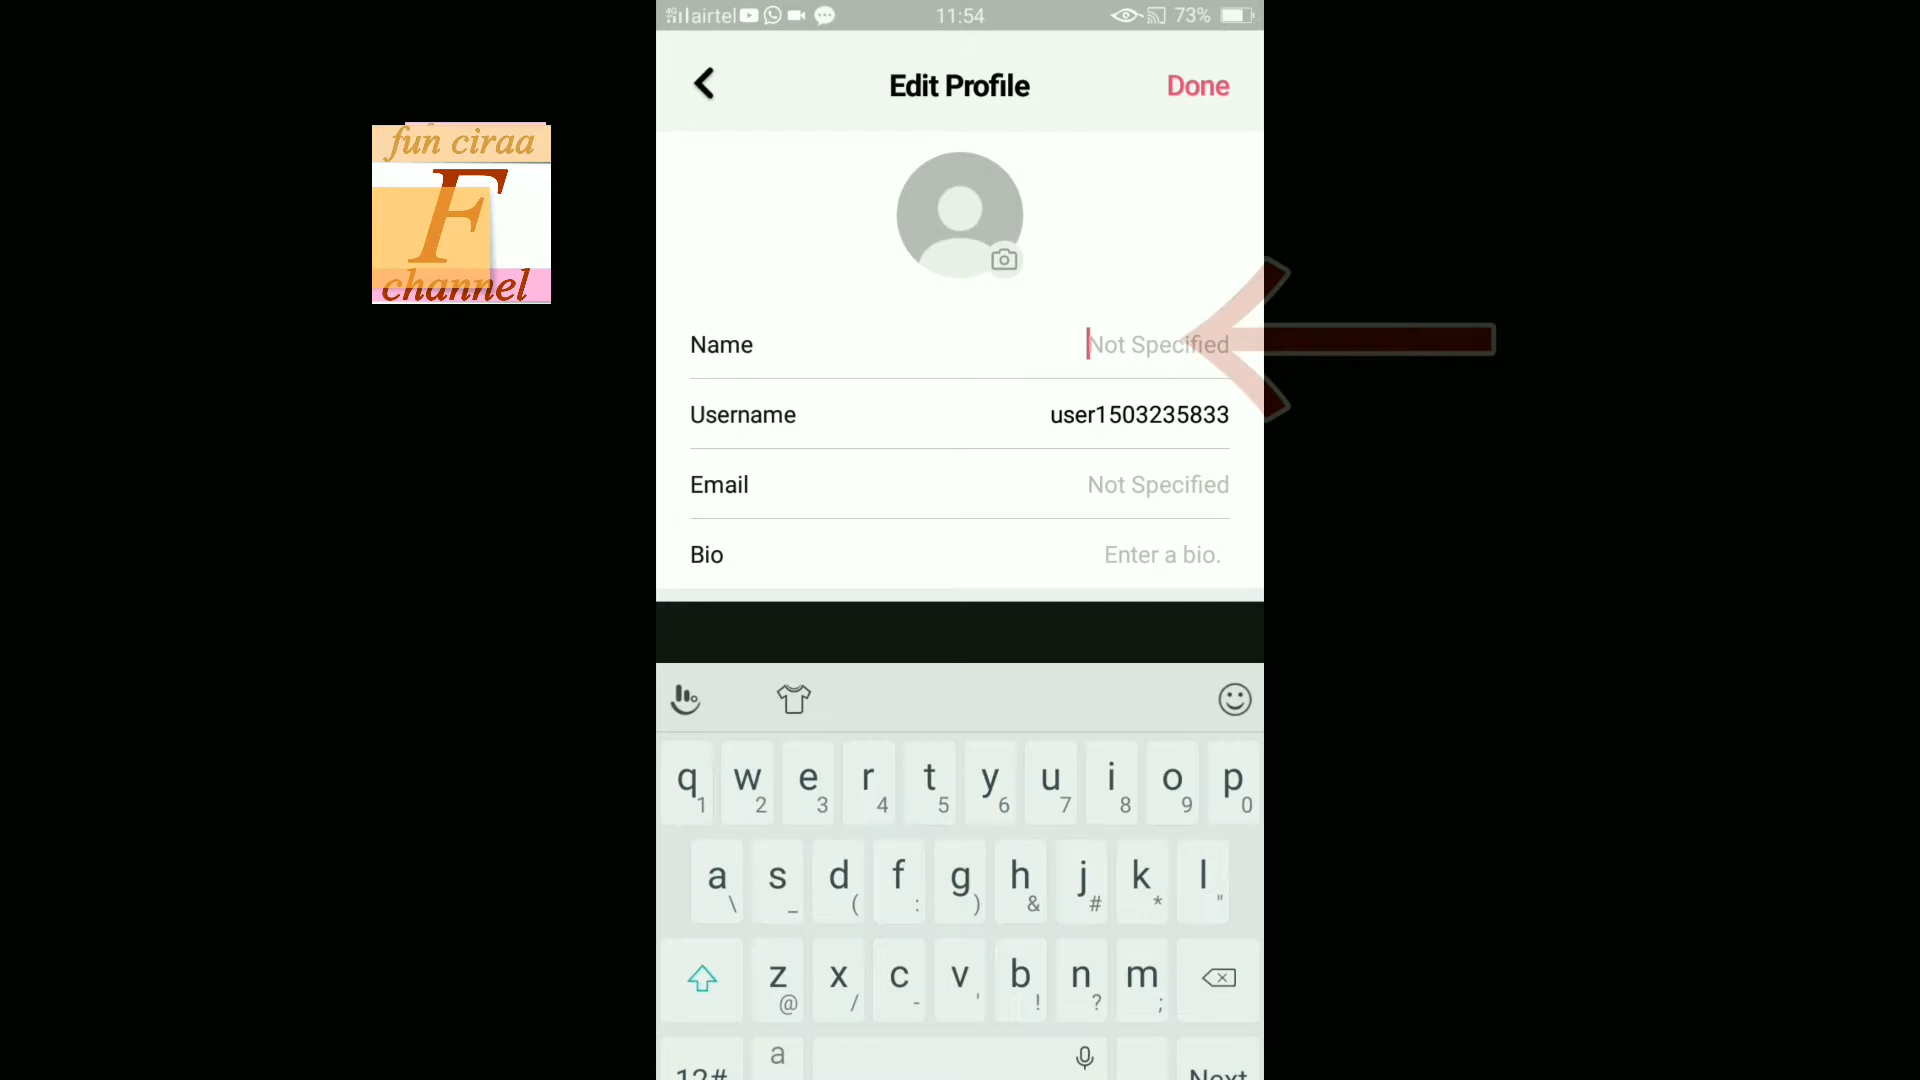 airtel 11:54 73%
fun ciraa
F
channel
Edit Profile
Done
Name
Not Specified
Username
user1503235833
Email
Not Specified
Bio
Enter a bio.
q1 w2 e3 r4 t5 y6 u7 i8 o9 p0
a\ s_ d( f: g) h& j# k* l"
z@ x/ c- v' b! n? m;
12# a Next